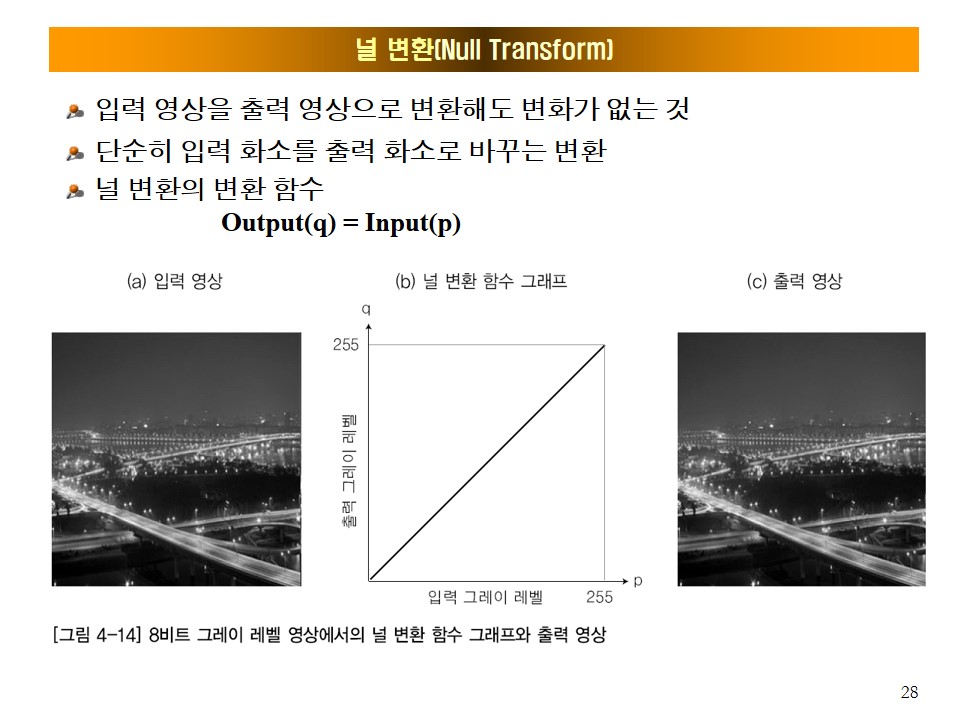 널 변환(Null Transform)
입력 영상을 출력 영상으로 변환해도 변화가 없는 것
단순히 입력 화소를 출력 화소로 바꾸는 변환
널 변환의 변환 함수
Output(q) = Input(p)
(a) 입력 영상
(b) 널 변환 함수 그래프
(c) 출력 영상
q
255
출력 그레이 레벨
p
입력 그레이 레벨
255
[그림 4-14] 8비트 그레이 레벨 영상에서의 널 변환 함수 그래프와 출력 영상
28